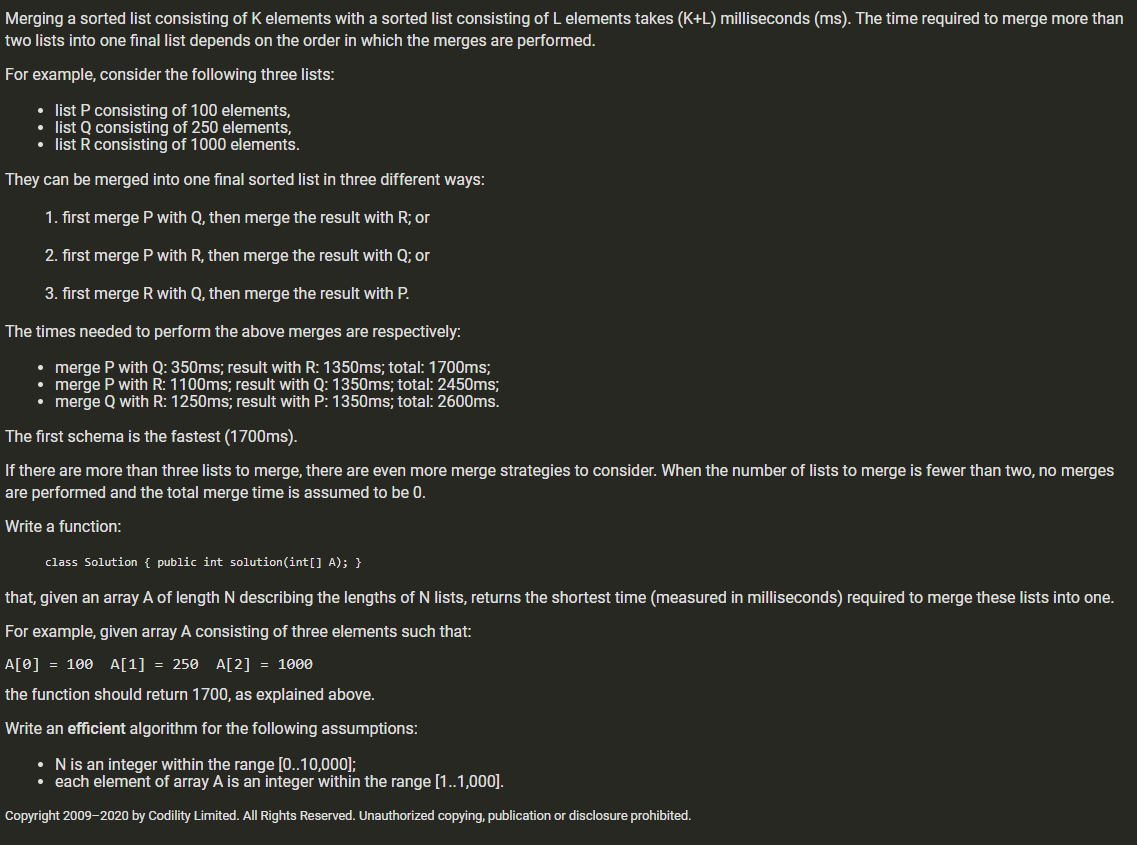 Merging a sorted list consisting of K elements with a sorted list consisting of L elements takes (K+L) milliseconds (ms). The time required to merge more than
two lists into one final list depends on the order in which the merges are performed.
For example, consider the following three lists:
• list P consisting of 100 elements,
• list Q consisting of 250 elements,
• list R consisting of 1000 elements.
They can be merged into one final sorted list in three different ways:
1. first merge P with Q, then merge the result with R; or
2. first merge P with R, then merge the result with Q; or
3. first merge R with Q, then merge the result with P.
The times needed to perform the above merges are respectively:
• merge P with Q: 350ms; result with R: 1350ms; total: 1700ms;
• merge P with R: 1100ms; result with Q: 1350ms; total: 2450ms;
• merge Q with R: 1250ms; result with P: 1350ms; total: 2600ms.
The first schema is the fastest (1700ms).
If there are more than three lists to merge, there are even more merge strategies to consider. When the number of lists to merge is fewer than two, no merges
are performed and the total merge time is assumed to be 0.
Write a function:
class Solution { public int solution(int[] A); }
that, given an array A of length N describing the lengths of N lists, returns the shortest time (measured in milliseconds) required to merge these lists into one.
For example, given array A consisting of three elements such that:
A[0] = 100 A[1] = 250 A[2] = 1000
the function should return 1700, as explained above.
Write an efficient algorithm for the following assumptions:
• N is an integer within the range [0..10,000];
• each element of array A is an integer within the range [1..1,000].
Copyright 2009–2020 by Codility Limited. All Rights Reserved. Unauthorized copying, publication or disclosure prohibited.